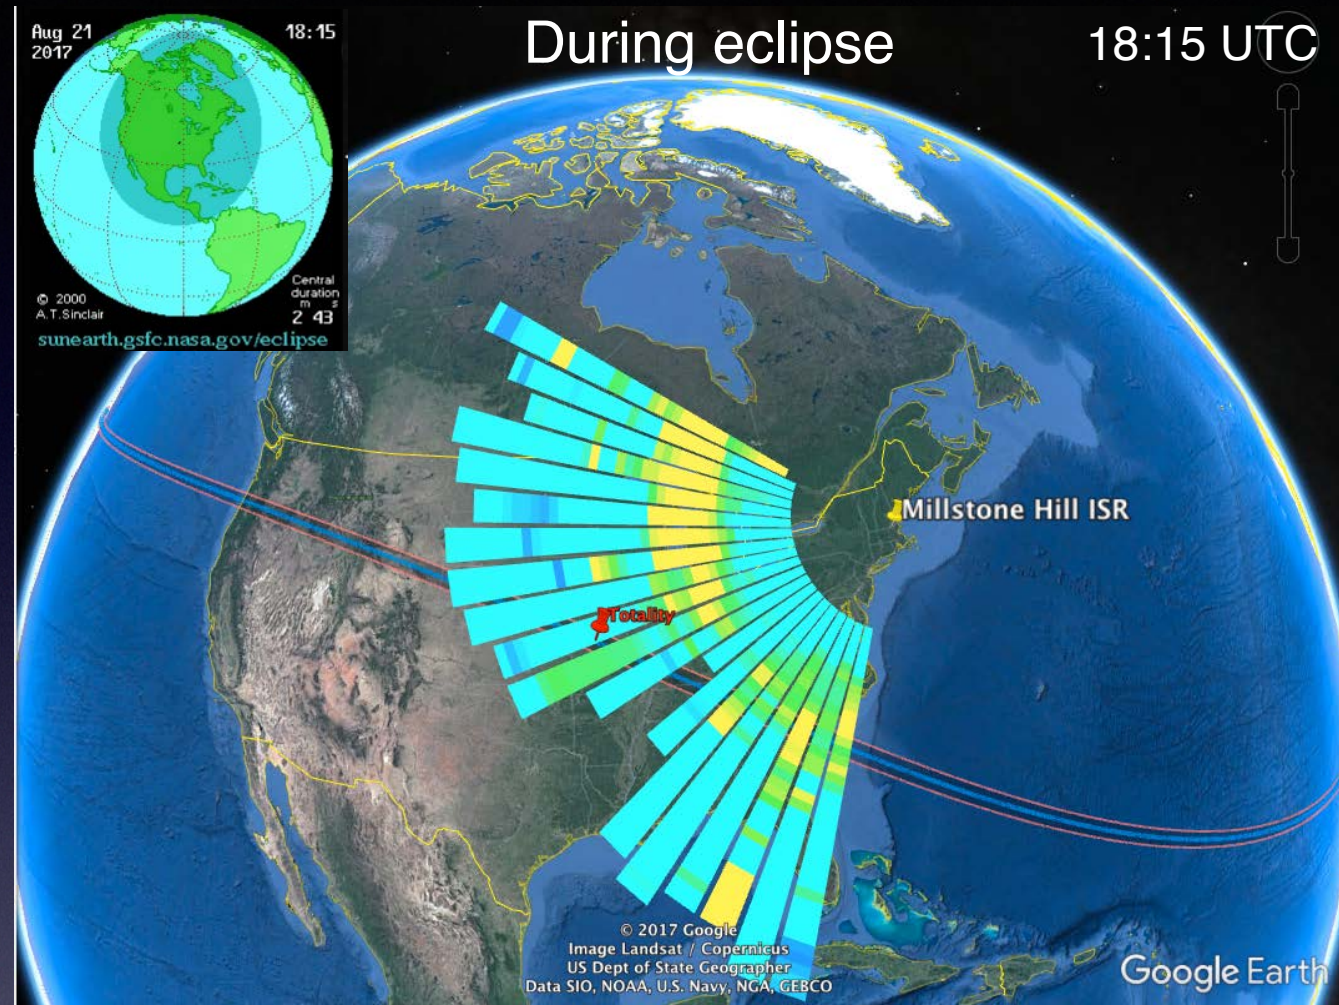 During eclipse
18:15 UTC
Aug 21
2017
18:15
© 2000
A.T.Sinclair
Central
duration
m s
2 43
sunearth.gsfc.nasa.gov/eclipse
Millstone Hill ISR
Totality
© 2017 Google
Image Landsat / Copernicus
US Dept of State Geographer
Data SIO, NOAA, U.S. Navy, NGA, GEBCO
Google Earth